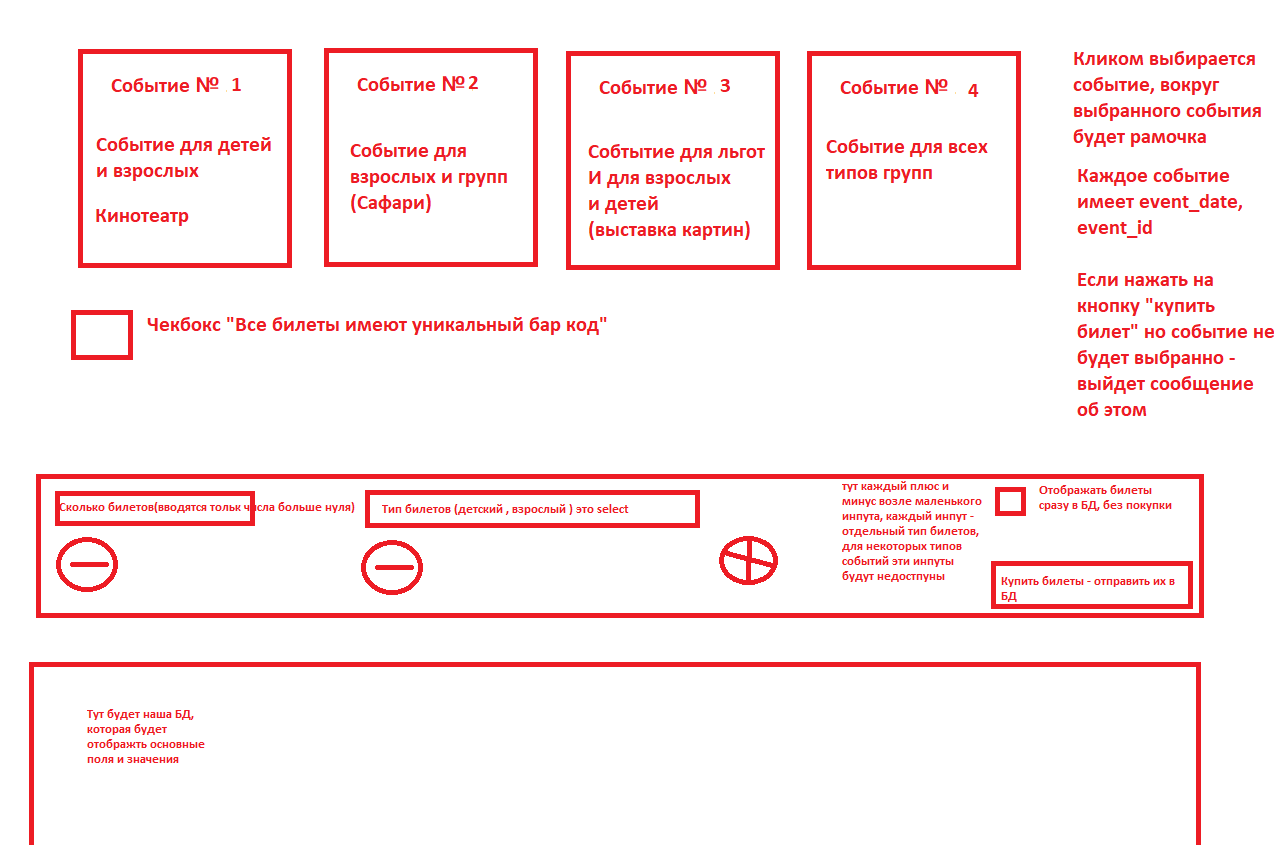 Событие № 1
Событие для детей
и взрослых
Кинотеатр
Событие № 2
Событие для
взрослых и групп
(Сафари)
Событие № 3
Собтытие для льгот
И для взрослых
и детей
(выставка картин)
Событие № 4
Событие для всех
типов групп
Кликом выбирается
событие, вокруг
выбранного события
будет рамочка
Каждое событие
имеет event_date,
event_id
Если нажать на
кнопку "купить
билет" но событие не
будет выбранно -
выйдет сообщение
об этом
Чекбокс "Все билеты имеют уникальный бар код"
Сколько билетов(вводятся тольк числа больше нуля)
Тип билетов (детский , взрослый ) это select
тут каждый плюс и
минус возле маленького
инпута, каждый инпут -
отдельный тип билетов,
для некоторых типов
событий эти инпуты
будут недостпуны
Отображать билеты
сразу в БД, без покупки
Купить билеты - отправить их в
БД
Тут будет наша БД,
которая будет
отображть основные
поля и значения